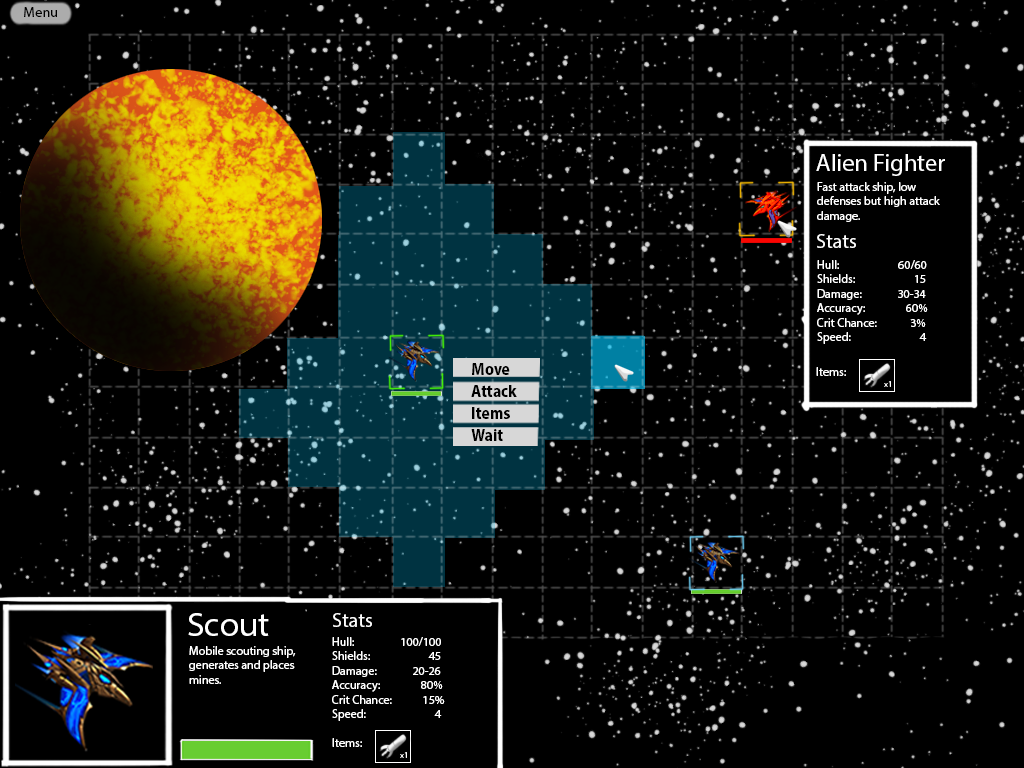 Menu
Alien Fighter
Fast attack ship, low
defenses but high attack
damage.
Stats
Hull: 60/60
Shields: 15
Damage: 30-34
Accuracy: 60%
Crit Chance: 3%
Speed: 4
Items:
x1
Move
Attack
Items
Wait
Scout
Mobile scouting ship,
generates and places
mines.
Stats
Hull: 100/100
Shields: 45
Damage: 20-26
Accuracy: 80%
Crit Chance: 15%
Speed: 4
Items:
x1